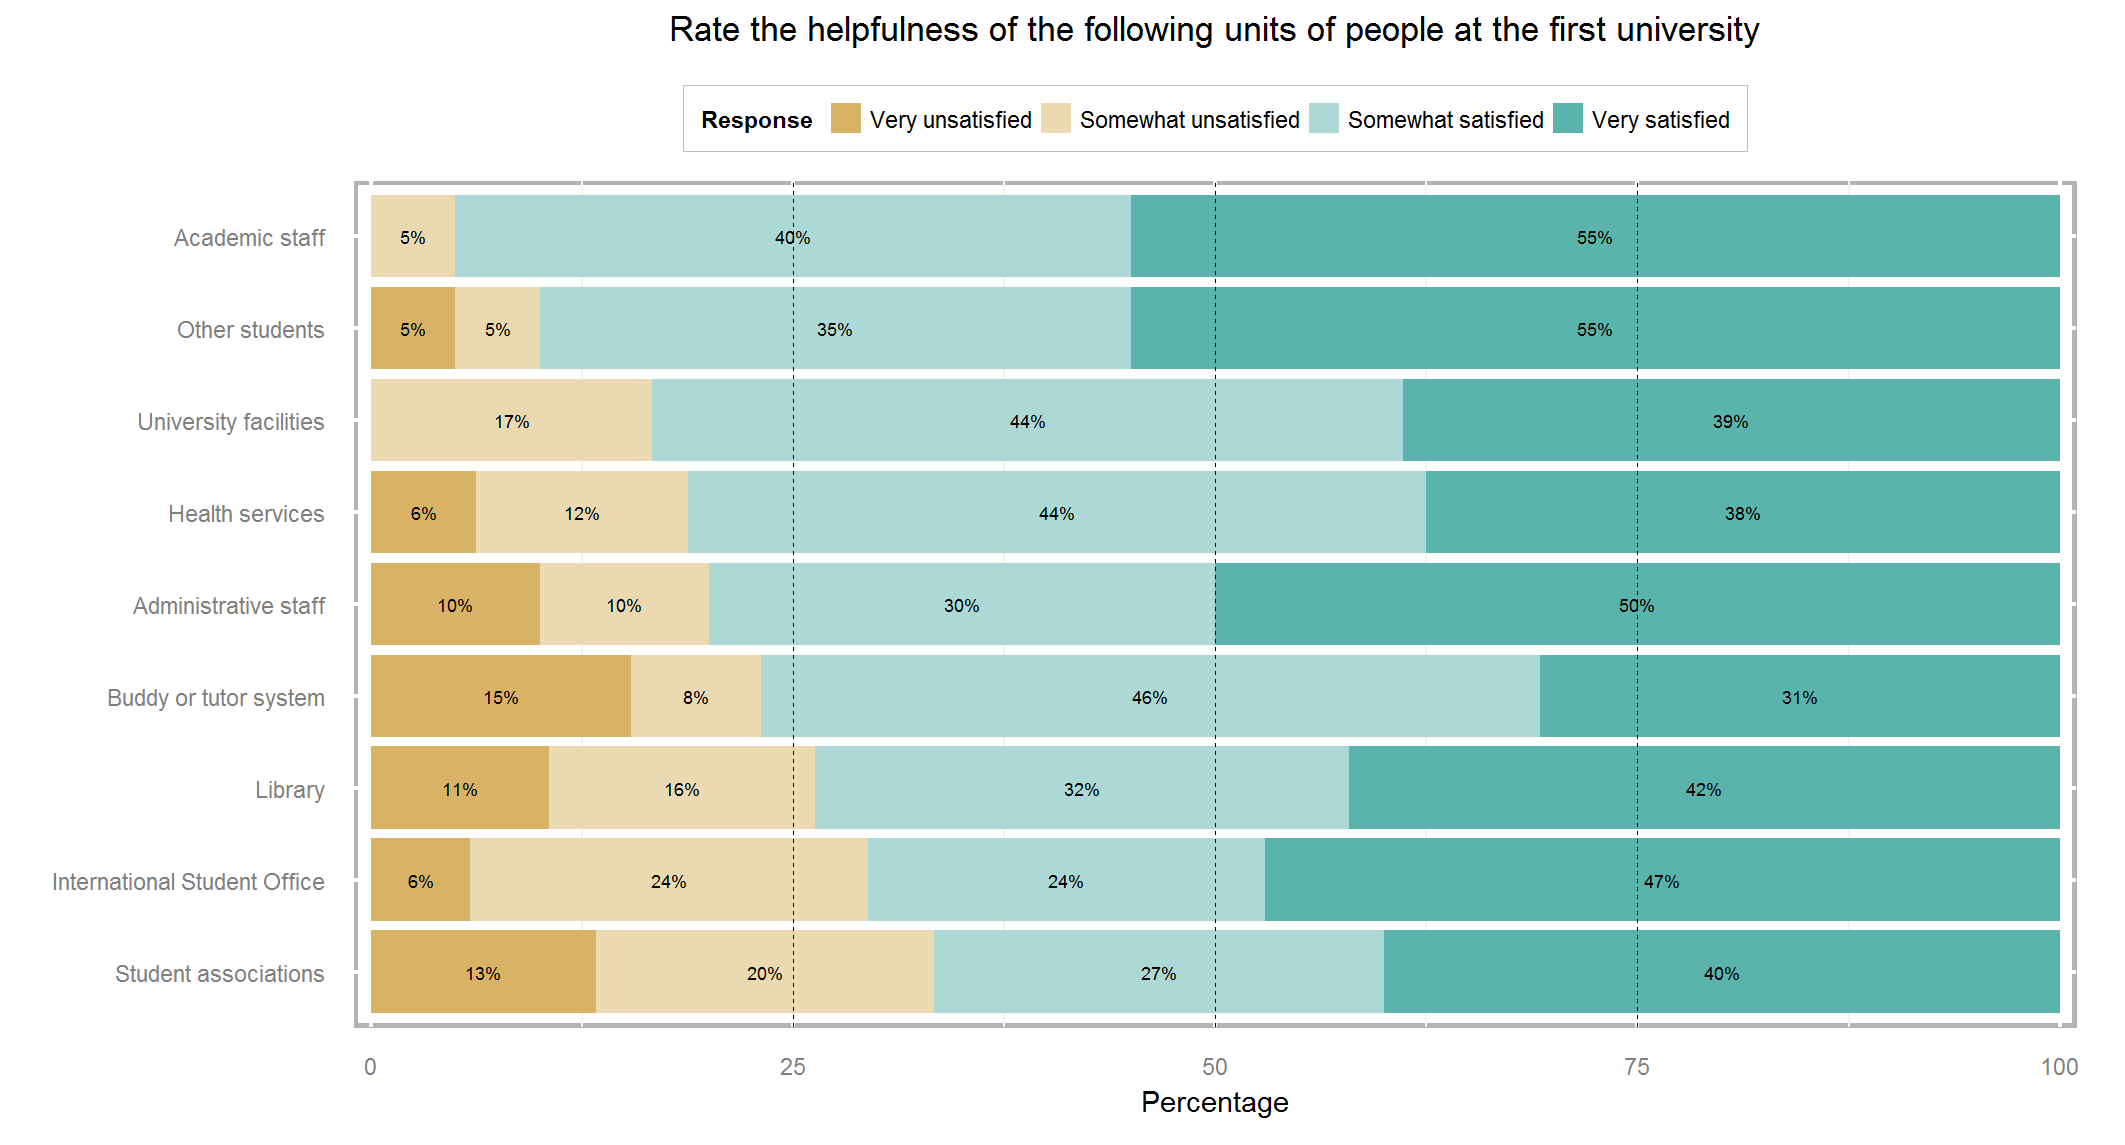 Rate the helpfulness of the following units of people at the first university
Response Very unsatisfied Somewhat unsatisfied Somewhat satisfied Very satisfied
Academic staff 5% 40% 55%
Other students 5% 5% 35% 55%
University facilities 17% 44% 39%
Health services 6% 12% 44% 38%
Administrative staff 10% 10% 30% 50%
Buddy or tutor system 15% 8% 46% 31%
Library 11% 16% 32% 42%
International Student Office 6% 24% 24% 47%
Student associations 13% 20% 27% 40%
0 25 50 75 100
Percentage